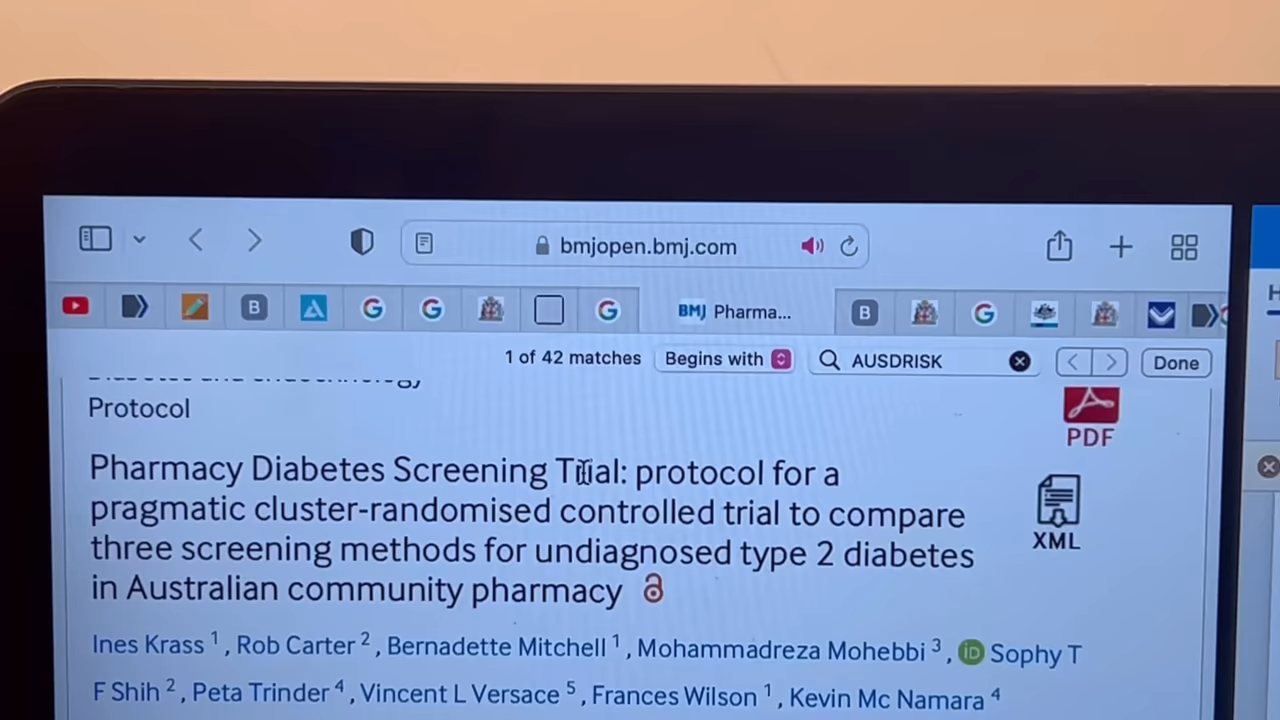 bmjopen.bmj.com
B
BMJ Pharma...
B
1 of 42 matches
Begins with
AUSDRISK
Done
Protocol
PDF
Pharmacy Diabetes Screening Trial: protocol for a
pragmatic cluster-randomised controlled trial to compare
three screening methods for undiagnosed type 2 diabetes
in Australian community pharmacy
XML
Ines Krass 1, Rob Carter 2, Bernadette Mitchell 1, Mohammadreza Mohebbi 3, iD Sophy T
F Shih 2, Peta Trinder 4, Vincent L Versace 5, Frances Wilson 1, Kevin Mc Namara 4